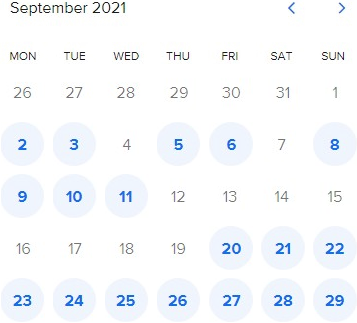 September 2021
MON TUE WED THU FRI SAT SUN
26 27 28 29 30 31 1
2 3 4 5 6 7 8
9 10 11 12 13 14 15
16 17 18 19 20 21 22
23 24 25 26 27 28 29